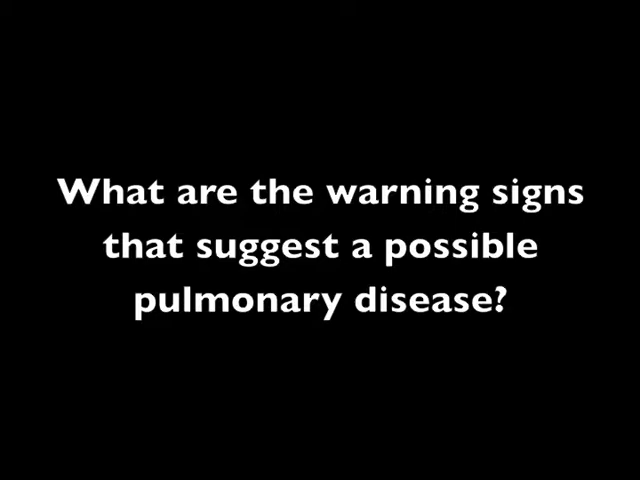 What are the warning signs
that suggest a possible
pulmonary disease?